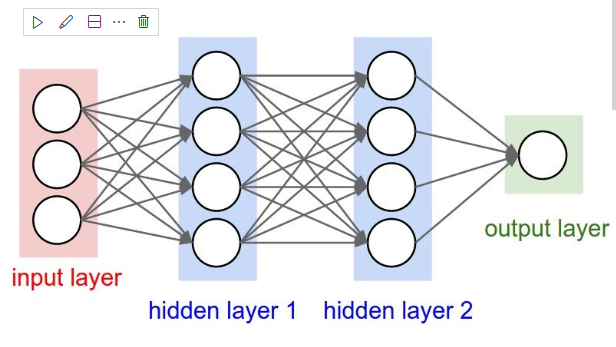 input layer
hidden layer 1
hidden layer 2
output layer